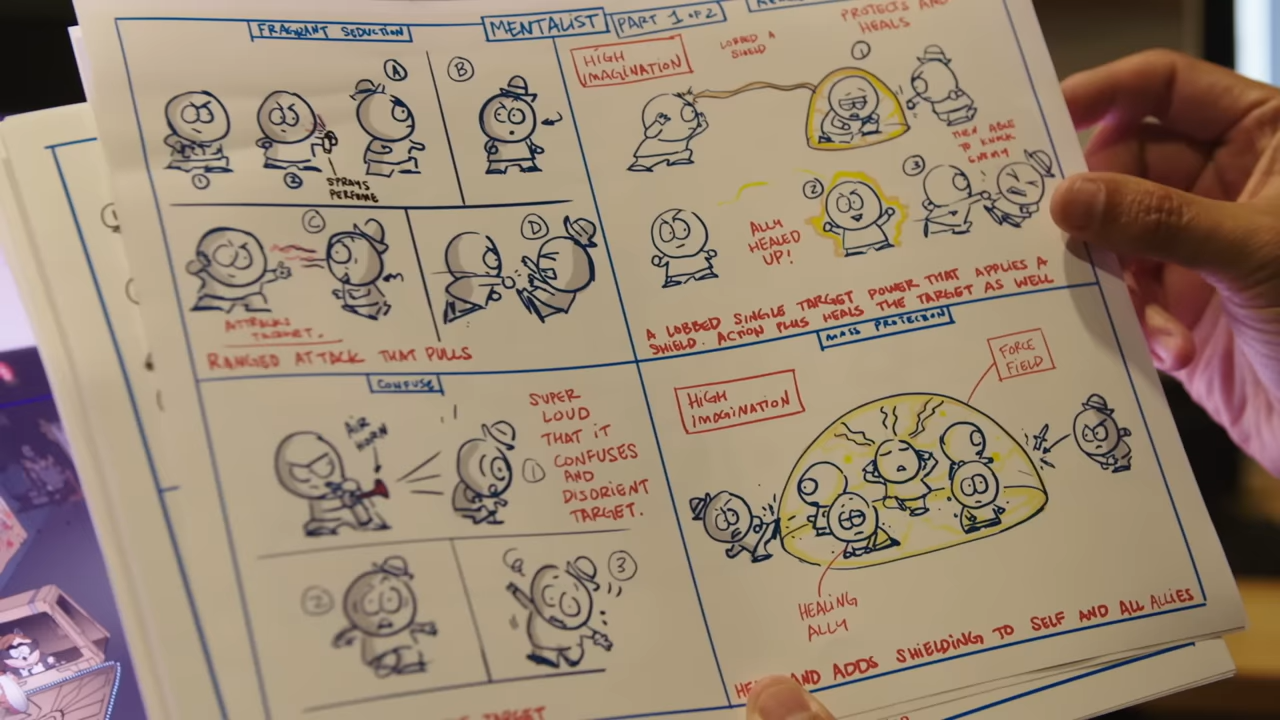 FRAGRANT SEDUCTION
MENTALIST
PART 1 OF 2
A
B
1
2
SPRAYS
PERFUME
C
D
ATTACKS
TARGET.
RANGED ATTACK THAT PULLS
HIGH
IMAGINATION
LOBBED A
SHIELD
PROTECTS AND
HEALS
1
THEN ABLE
TO KNOCK
ENEMY
2
3
ALLY
HEALED
UP!
A LOBBED SINGLE TARGET POWER THAT APPLIES A
SHIELD. ACTION PLUS HEALS THE TARGET AS WELL
CONFUSE
AIR
HORN
1
SUPER
LOUD
THAT IT
CONFUSES
AND
DISORIENT
TARGET.
2
3
TARGET
MASS PROTECTION
HIGH
IMAGINATION
FORCE
FIELD
HEALING
ALLY
AND ADDS SHIELDING TO SELF AND ALL ALLIES